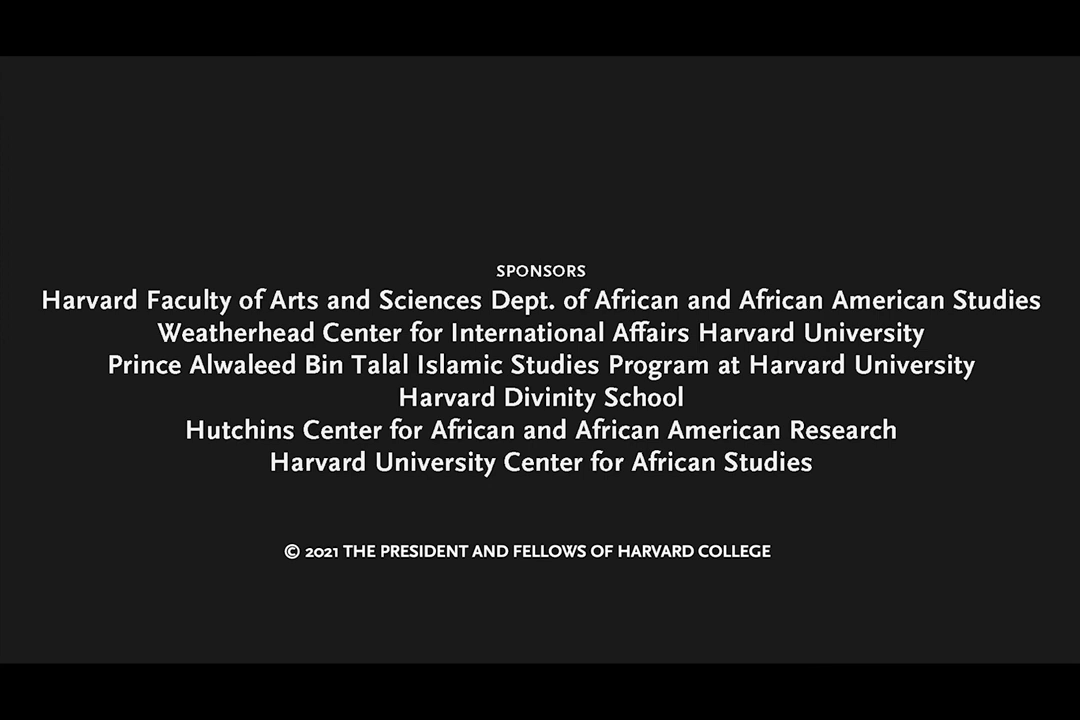 SPONSORS
Harvard Faculty of Arts and Sciences Dept. of African and African American Studies
Weatherhead Center for International Affairs Harvard University
Prince Alwaleed Bin Talal Islamic Studies Program at Harvard University
Harvard Divinity School
Hutchins Center for African and African American Research
Harvard University Center for African Studies
© 2021 THE PRESIDENT AND FELLOWS OF HARVARD COLLEGE